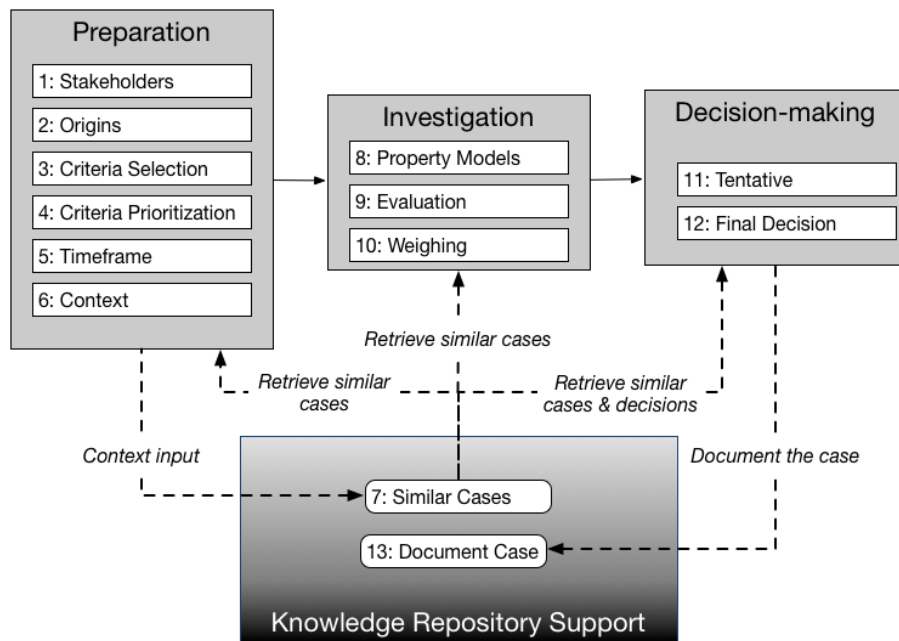 Preparation
1: Stakeholders
2: Origins
3: Criteria Selection
4: Criteria Prioritization
5: Timeframe
6: Context
Investigation
8: Property Models
9: Evaluation
10: Weighing
Decision-making
11: Tentative
12: Final Decision
Retrieve similar cases
Retrieve similar
cases
Retrieve similar
cases & decisions
Context input
Document the case
7: Similar Cases
13: Document Case
Knowledge Repository Support